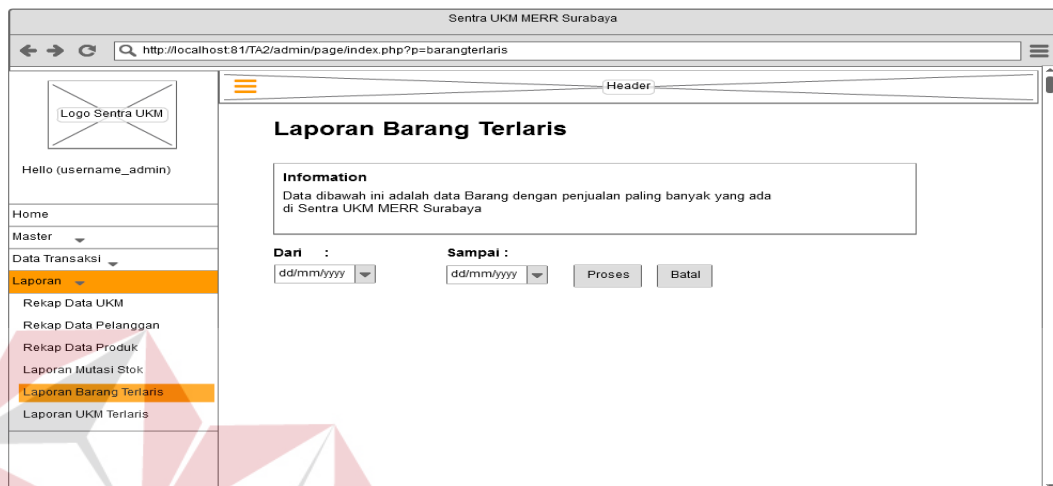 Sentra UKM MERR Surabaya
http://localhost:81/TA2/admin/page/index.php?p=barangterlaris
Logo Sentra UKM
Hello (username_admin)
Home
Master
Data Transaksi
Laporan
Rekap Data UKM
Rekap Data Pelanggan
Rekap Data Produk
Laporan Mutasi Stok
Laporan Barang Terlaris
Laporan UKM Terlaris
Header
Laporan Barang Terlaris
Information
Data dibawah ini adalah data Barang dengan penjualan paling banyak yang ada
di Sentra UKM MERR Surabaya
Dari : Sampai :
dd/mm/yyyy dd/mm/yyyy Proses Batal